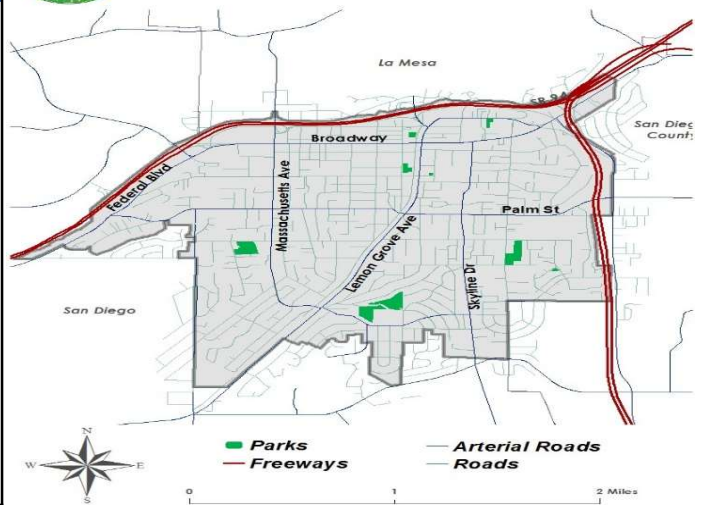 La Mesa
SR 94
San Dieg
County
Broadway
Federal Blvd
Massachusetts Ave
Lemon Grove Ave
Palm St
Skyline Dr
San Diego
N
W
E
S
Parks
Freeways
Arterial Roads
Roads
0
1
2 Miles